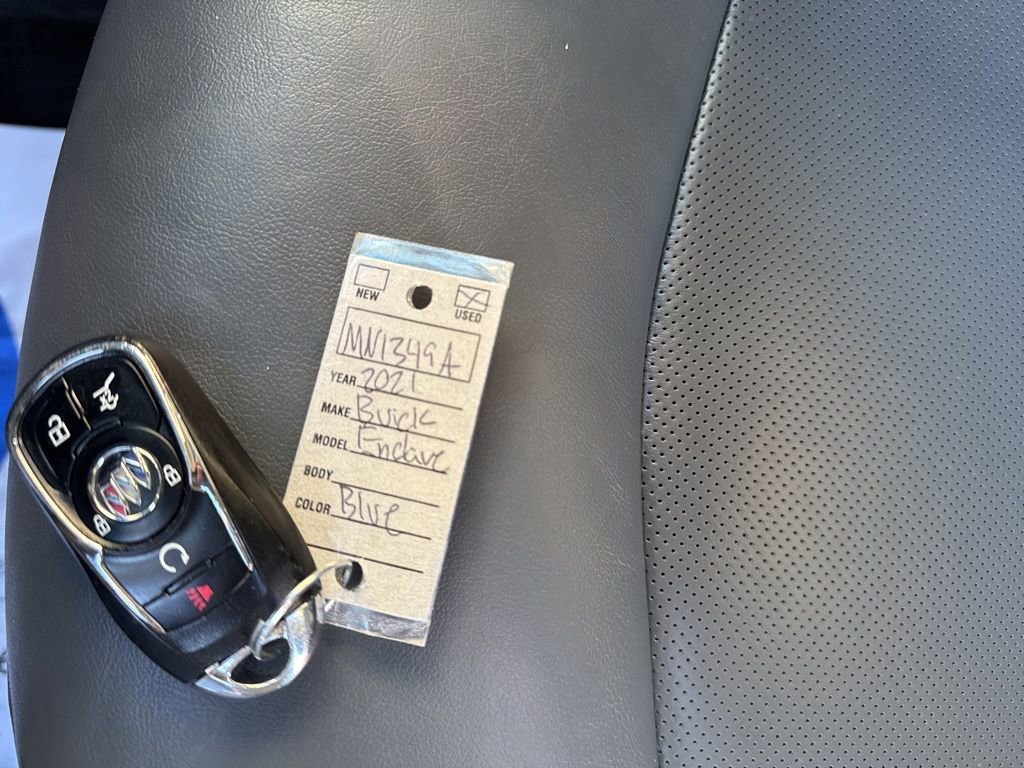 NEW
USED
MN1349A
YEAR 2021
MAKE Buick
MODEL Enclave
BODY
COLOR Blue